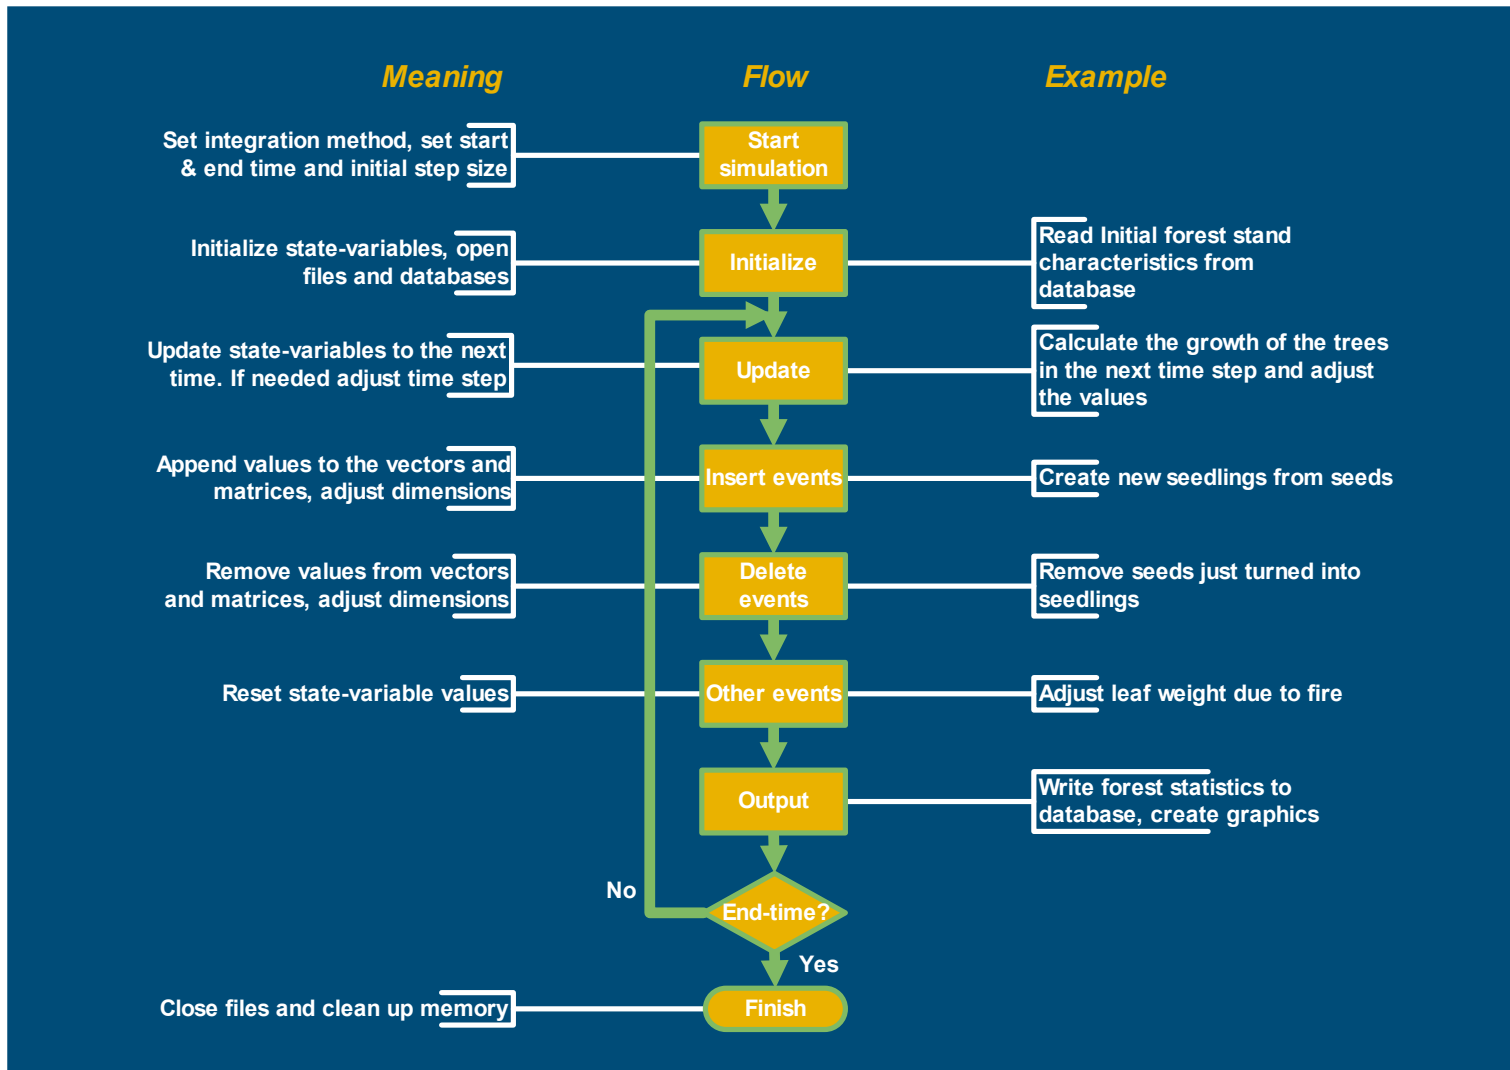 Meaning
Flow
Example
Set integration method, set start
& end time and initial step size
Start
simulation
Initialize state-variables, open
files and databases
Initialize
Read Initial forest stand
characteristics from
database
Update state-variables to the next
time. If needed adjust time step
Update
Calculate the growth of the trees
in the next time step and adjust
the values
Append values to the vectors and
matrices, adjust dimensions
Insert events
Create new seedlings from seeds
Remove values from vectors
and matrices, adjust dimensions
Delete
events
Remove seeds just turned into
seedlings
Reset state-variable values
Other events
Adjust leaf weight due to fire
Output
Write forest statistics to
database, create graphics
No
End-time?
Yes
Close files and clean up memory
Finish